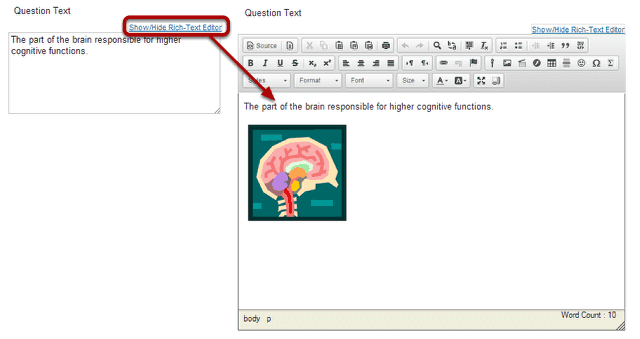 Question Text
Show/Hide Rich-Text Editor
The part of the brain responsible for higher
cognitive functions.
Question Text
Show/Hide Rich-Text Editor
Source
B I U S x₂ x²
Styles Format Font Size A A
The part of the brain responsible for higher cognitive functions.
body p
Word Count : 10